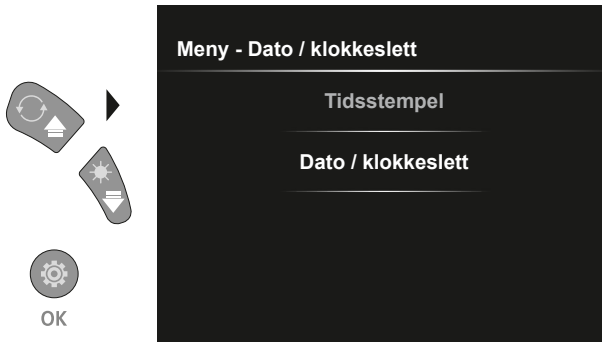 Meny - Dato / klokkeslett
Tidsstempel
Dato / klokkeslett
OK